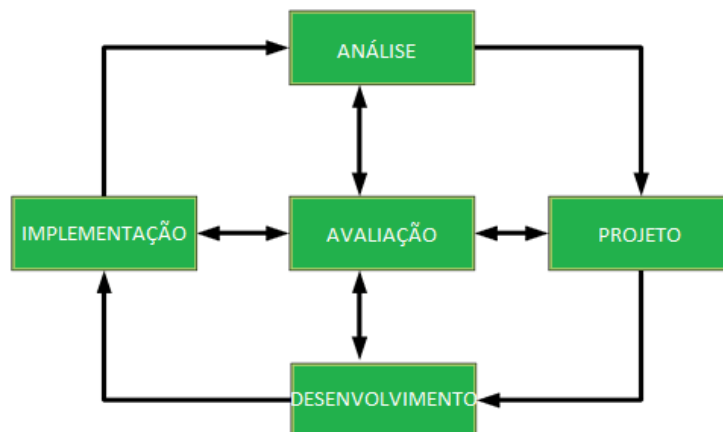 ANÁLISE
IMPLEMENTAÇÃO
AVALIAÇÃO
PROJETO
DESENVOLVIMENTO